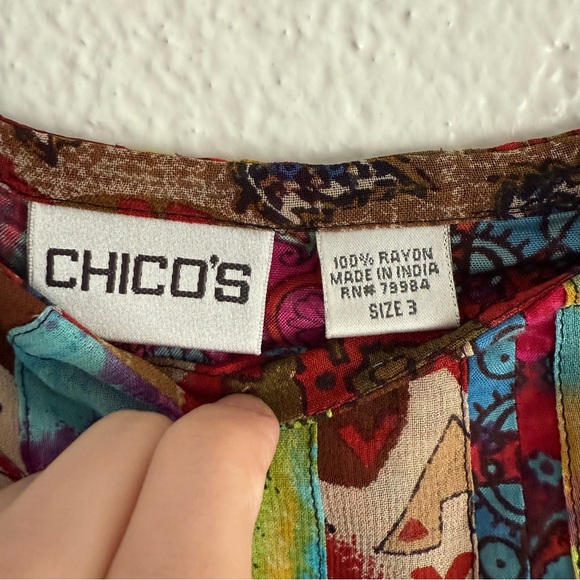 CHICO'S
100% RAYON
MADE IN INDIA
RN# 79984
SIZE 3